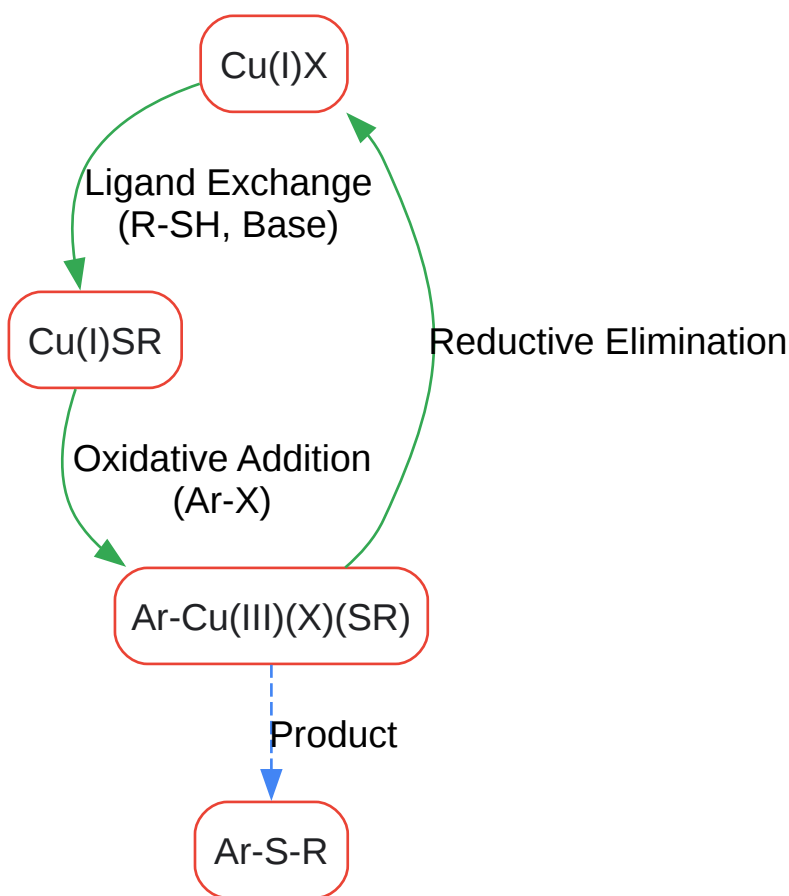 Cu(I)X
Ligand Exchange
(R-SH, Base)
Cu(I)SR
Reductive Elimination
Oxidative Addition
(Ar-X)
Ar-Cu(III)(X)(SR)
Product
Ar-S-R